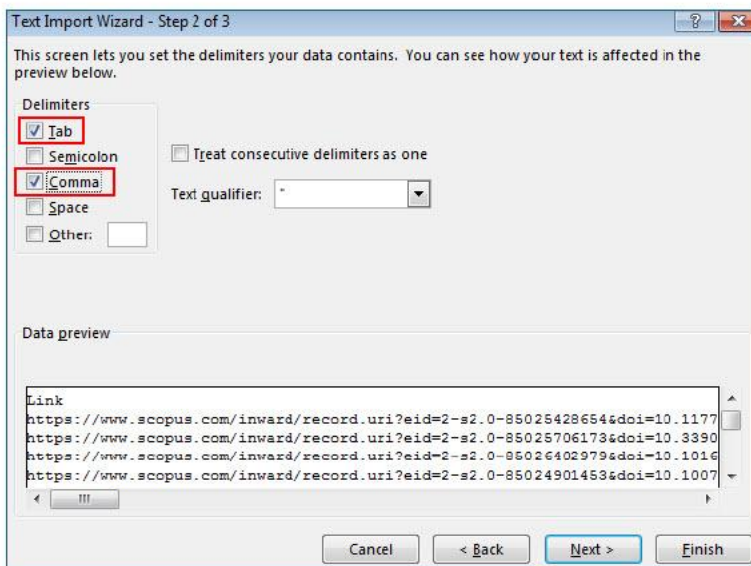 Text Import Wizard - Step 2 of 3
This screen lets you set the delimiters your data contains. You can see how your text is affected in the
preview below.
Delimiters
Tab
Semicolon
Comma
Space
Other:
Treat consecutive delimiters as one
Text qualifier: "
Data preview
Link
https://www.scopus.com/inward/record.uri?eid=2-s2.0-85025428654&doi=10.1177
https://www.scopus.com/inward/record.uri?eid=2-s2.0-85025706173&doi=10.3390
https://www.scopus.com/inward/record.uri?eid=2-s2.0-85026402979&doi=10.1016
https://www.scopus.com/inward/record.uri?eid=2-s2.0-85024901453&doi=10.1007
Cancel
< Back
Next >
Finish